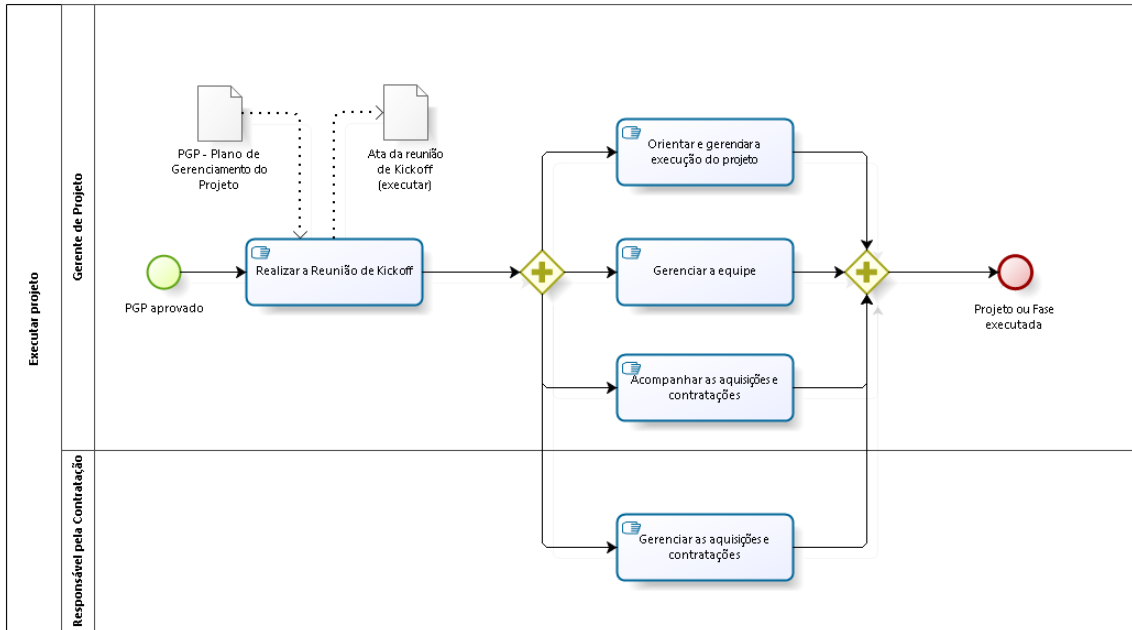 Executar projeto
Gerente de Projeto
PGP - Plano de
Gerenciamento do
Projeto
Ata da reunião
de Kickoff
(executar)
PGP aprovado
Realizar a Reunião de Kickoff
Orientar e gerenciar a
execução do projeto
Gerenciar a equipe
Acompanhar as aquisições e
contratações
Projeto ou Fase
executada
Responsável pela Contratação
Gerenciar as aquisições e
contratações